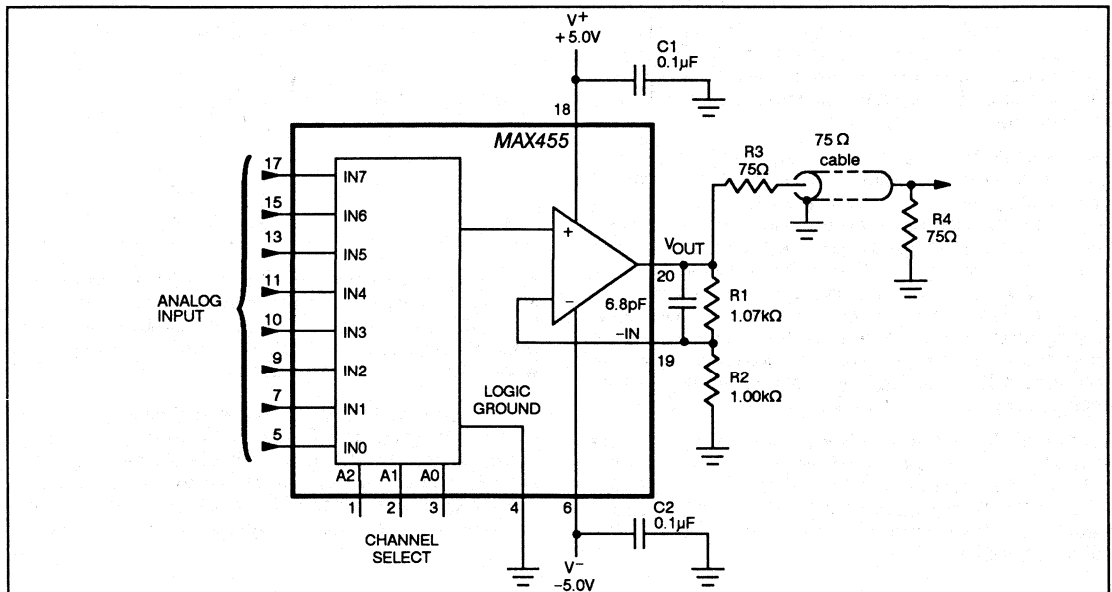 V+
+5.0V
C1
0.1µF
18
MAX455
75 Ω
cable
R3
75Ω
R4
75Ω
17
IN7
15
IN6
13
IN5
11
IN4
10
IN3
9
IN2
7
IN1
5
IN0
ANALOG
INPUT
+
−
VOUT
20
6.8pF
R1
1.07kΩ
−IN
19
R2
1.00kΩ
LOGIC
GROUND
A2 A1 A0
1 2 3 4 6
CHANNEL
SELECT
C2
0.1µF
V−
−5.0V